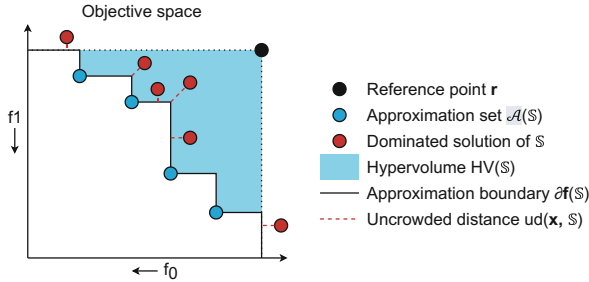 Objective space
f1
f0
Reference point r
Approximation set 𝒜(𝕊)
Dominated solution of 𝕊
Hypervolume HV(𝕊)
Approximation boundary ∂f(𝕊)
Uncrowded distance ud(x, 𝕊)